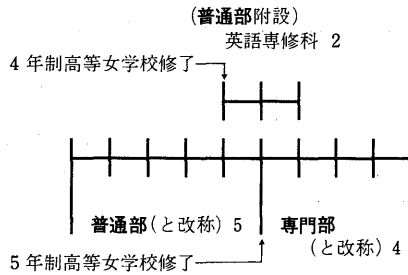 (普通部附設)
英語専修科 2
4年制高等女学校修了
普通部(と改称) 5
専門部
(と改称) 4
5年制高等女学校修了